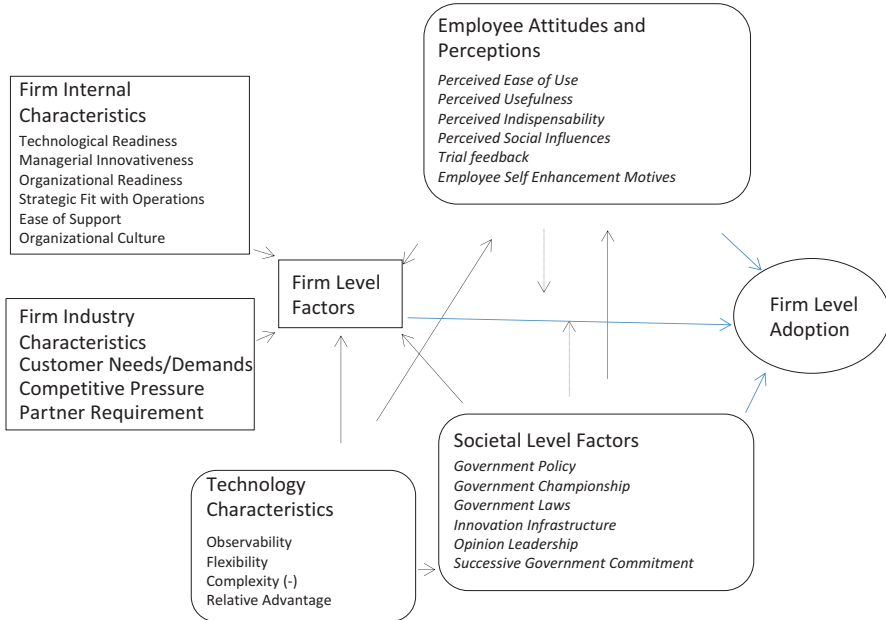 Employee Attitudes and
Perceptions
Perceived Ease of Use
Perceived Usefulness
Perceived Indispensability
Perceived Social Influences
Trial feedback
Employee Self Enhancement Motives
Firm Internal
Characteristics
Technological Readiness
Managerial Innovativeness
Organizational Readiness
Strategic Fit with Operations
Ease of Support
Organizational Culture
Firm Level
Factors
Firm Level
Adoption
Firm Industry
Characteristics
Customer Needs/Demands
Competitive Pressure
Partner Requirement
Societal Level Factors
Government Policy
Government Championship
Government Laws
Innovation Infrastructure
Opinion Leadership
Successive Government Commitment
Technology
Characteristics
Observability
Flexibility
Complexity (-)
Relative Advantage